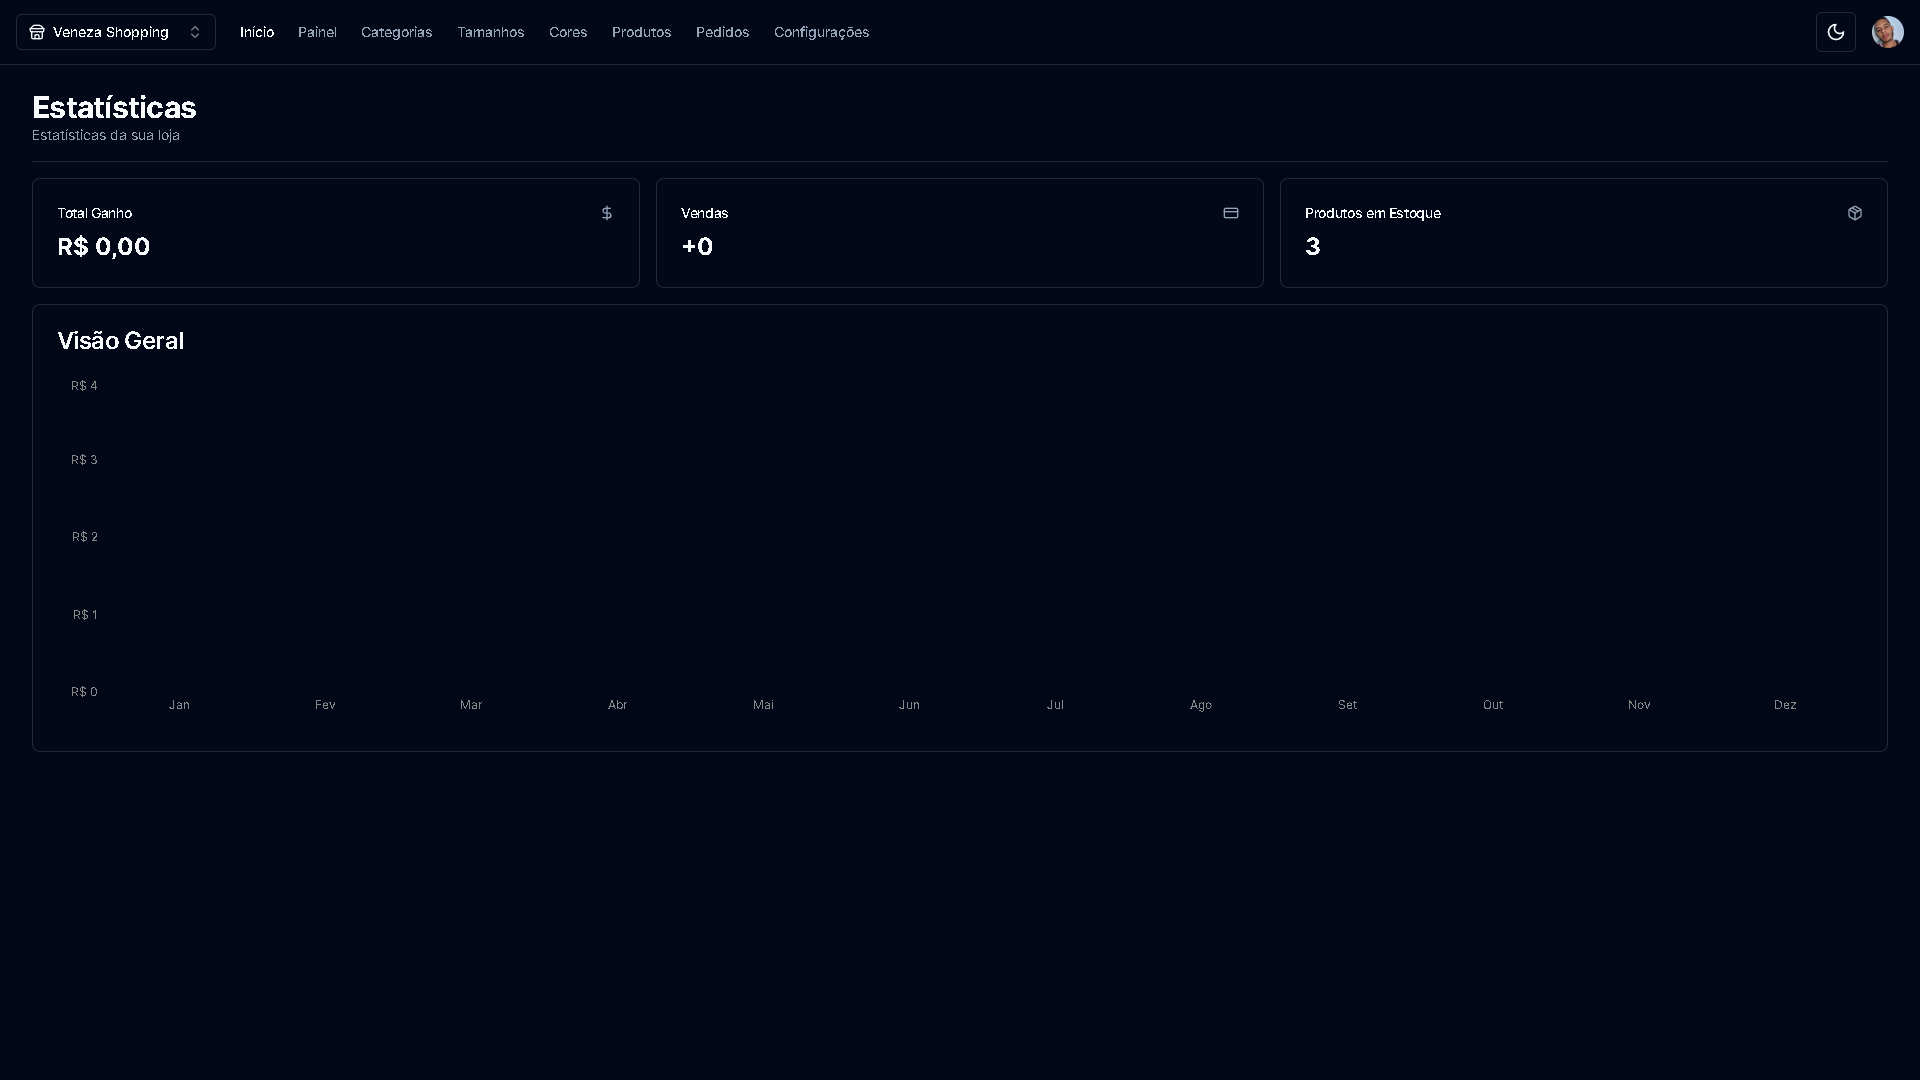 Veneza Shopping Início Painel Categorias Tamanhos Cores Produtos Pedidos Configurações
Estatísticas
Estatísticas da sua loja
Total Ganho
R$ 0,00
Vendas
+0
Produtos em Estoque
3
Visão Geral
R$ 4
R$ 3
R$ 2
R$ 1
R$ 0
Jan Fev Mar Abr Mai Jun Jul Ago Set Out Nov Dez